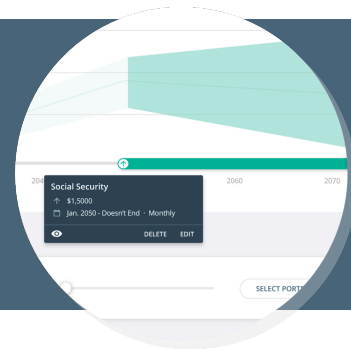 204
2060
2070
Social Security
$1,5000
Jan. 2050 - Doesn't End · Monthly
DELETE EDIT
SELECT PORT